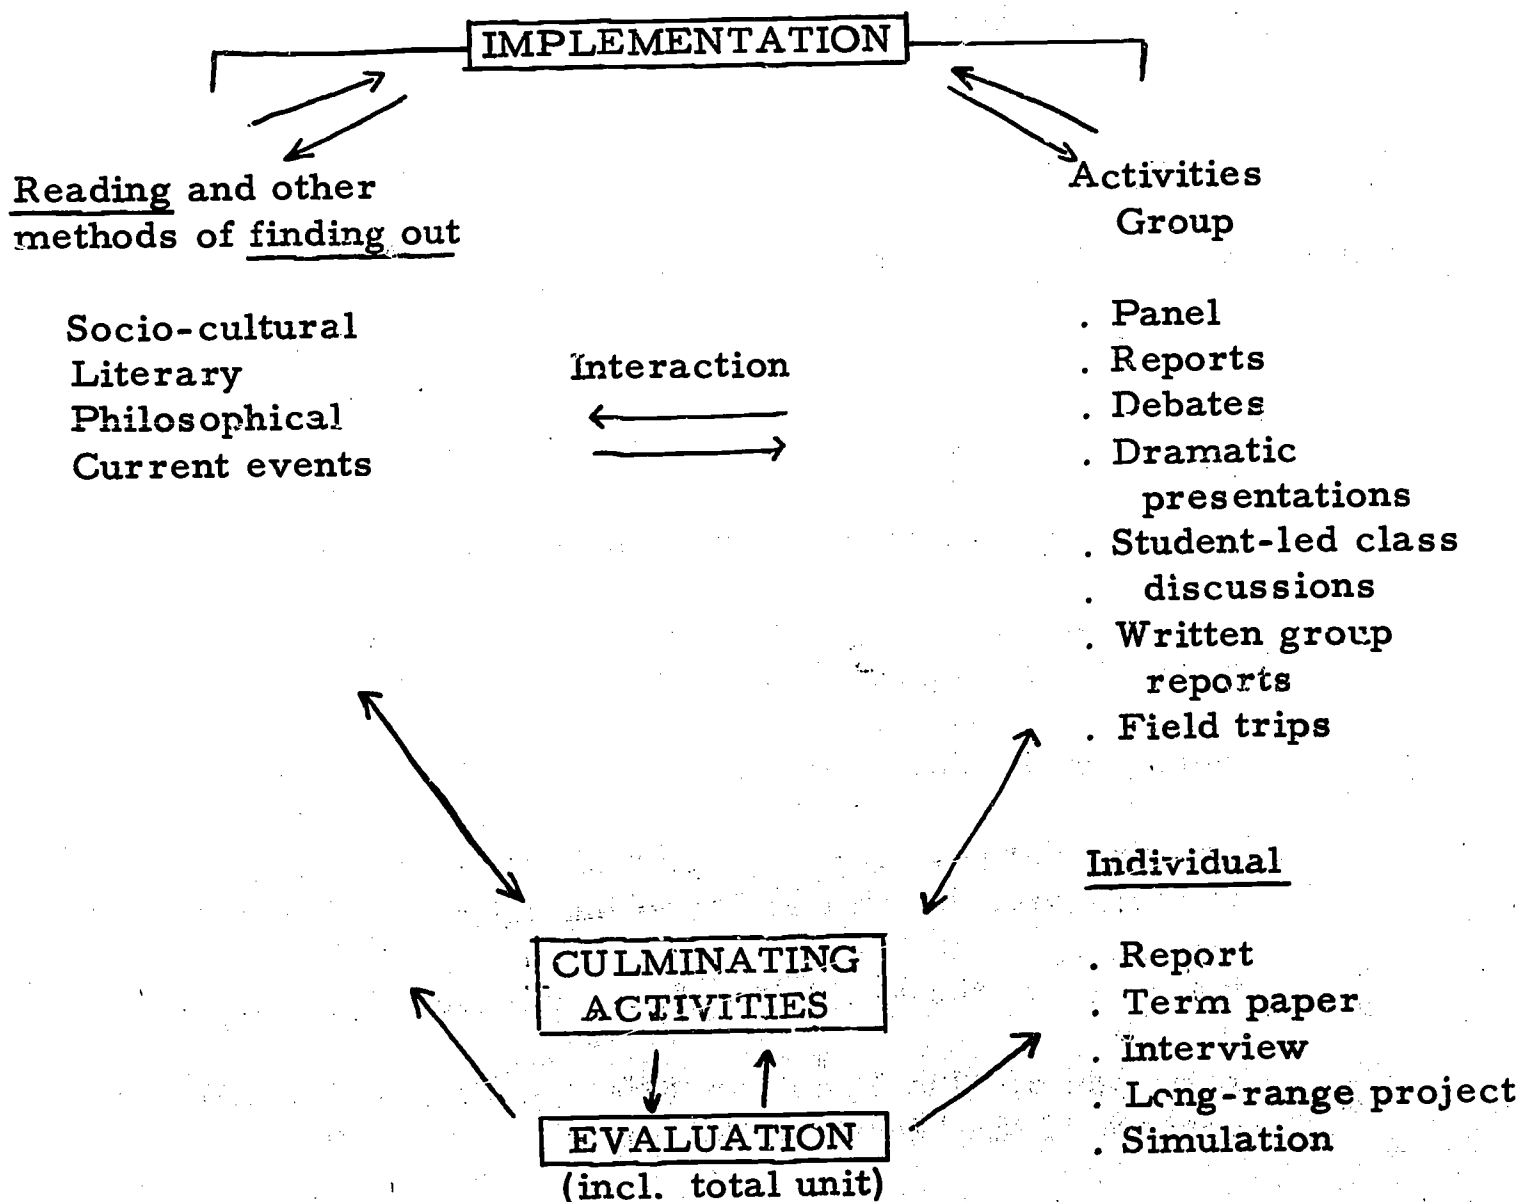 IMPLEMENTATION
Reading and other
methods of finding out
Socio-cultural
Literary
Philosophical
Current events
Interaction
Activities
Group
. Panel
. Reports
. Debates
. Dramatic
presentations
. Student-led class
. discussions
. Written group
reports
. Field trips
Individual
. Report
. Term paper
. Interview
. Long-range project
. Simulation
CULMINATING
ACTIVITIES
EVALUATION
(incl. total unit)